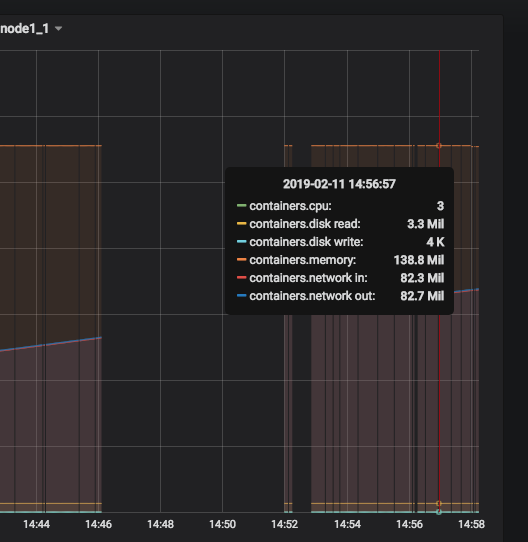 node1_1
2019-02-11 14:56:57
containers.cpu: 3
containers.disk read: 3.3 Mil
containers.disk write: 4 K
containers.memory: 138.8 Mil
containers.network in: 82.3 Mil
containers.network out: 82.7 Mil
14:44 14:46 14:48 14:50 14:52 14:54 14:56 14:58